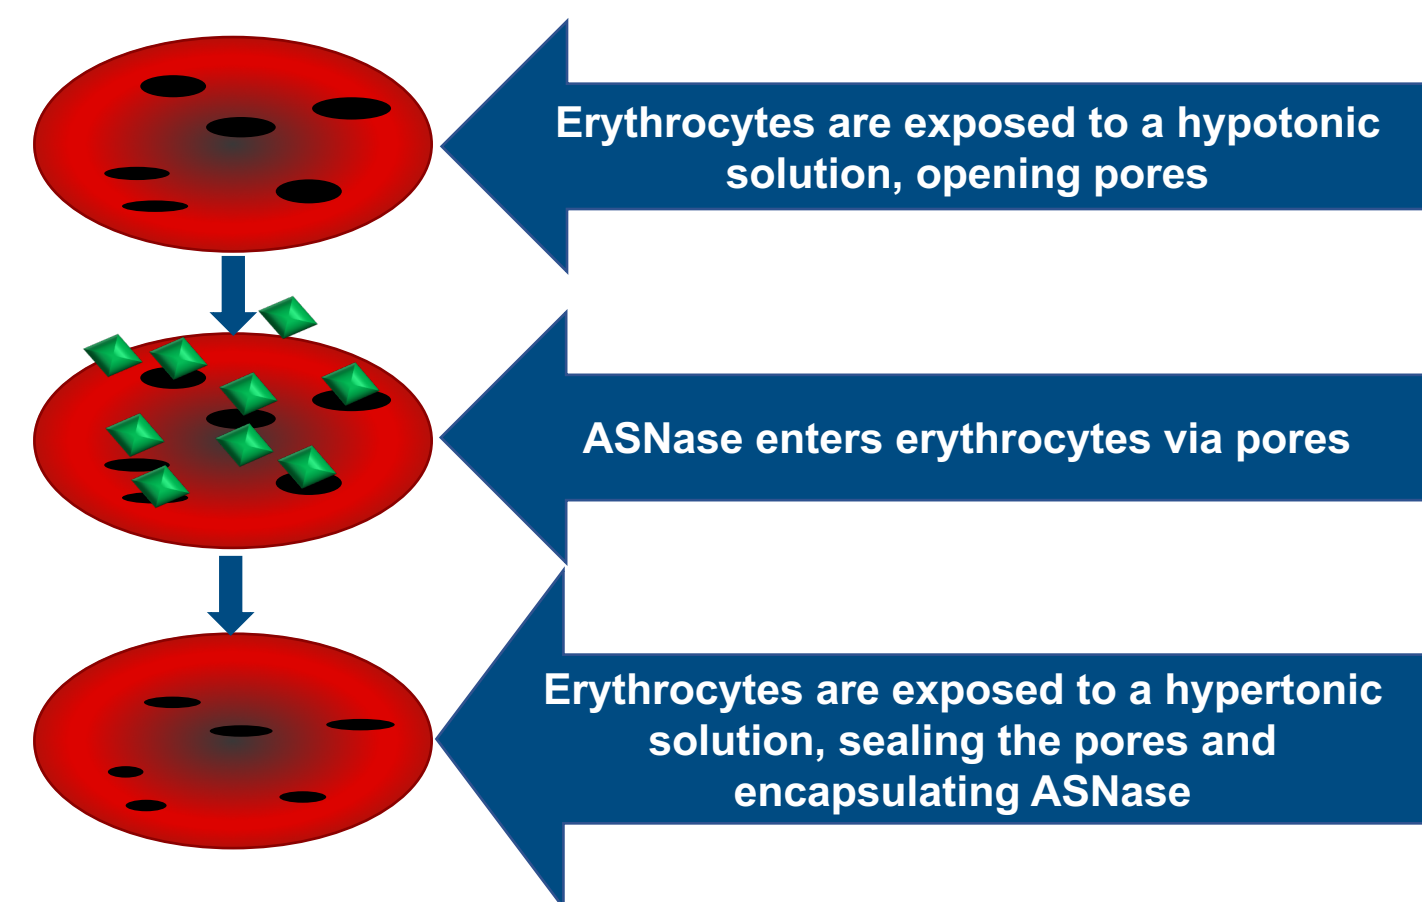 Erythrocytes are exposed to a hypotonic
solution, opening pores
ASNase enters erythrocytes via pores
Erythrocytes are exposed to a hypertonic
solution, sealing the pores and
encapsulating ASNase